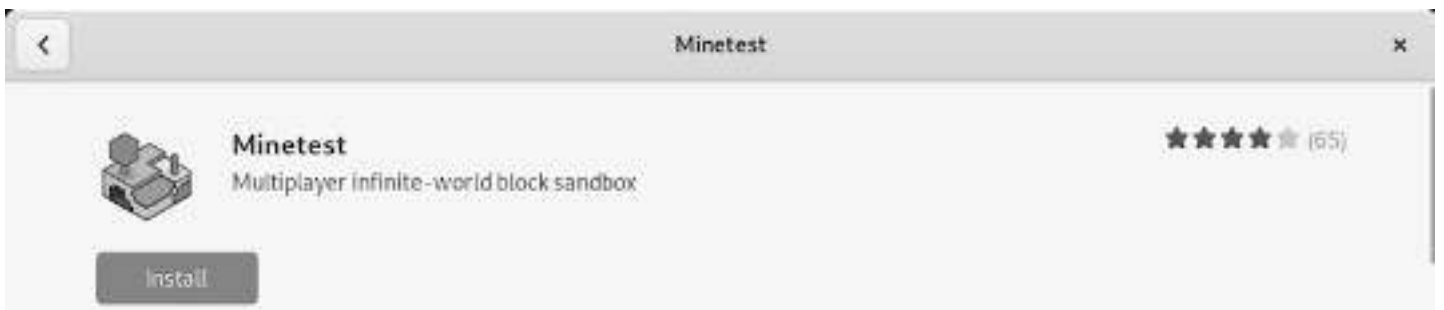 Minetest
Minetest
Multiplayer infinite-world block sandbox
(65)
Install